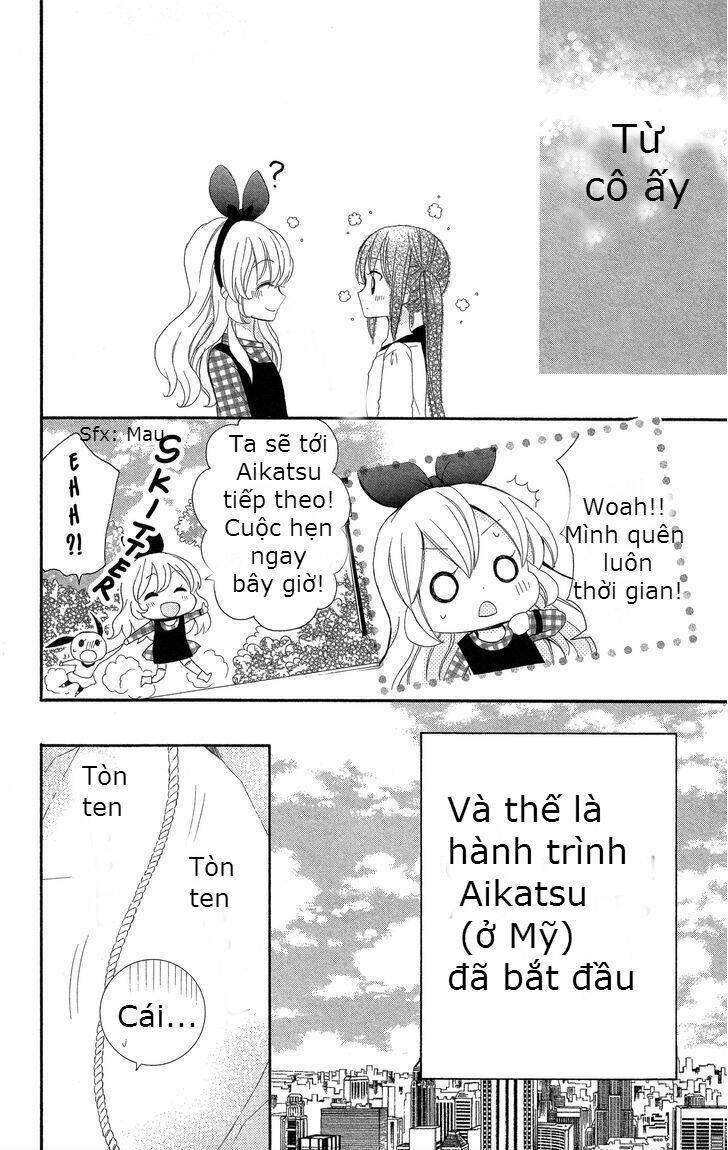 Từ
cô ấy
?
Woah!!
Mình quên
luôn
thời gian!
Ta sẽ tới
Aikatsu
tiếp theo!
Cuộc hẹn
ngay
bây giờ!
Sfx: Mau
SKITTER
EHH?!
Và thế là
hành trình
Aikatsu
(ở Mỹ)
đã bắt đầu
Tòn
ten
Tòn
ten
Cái...